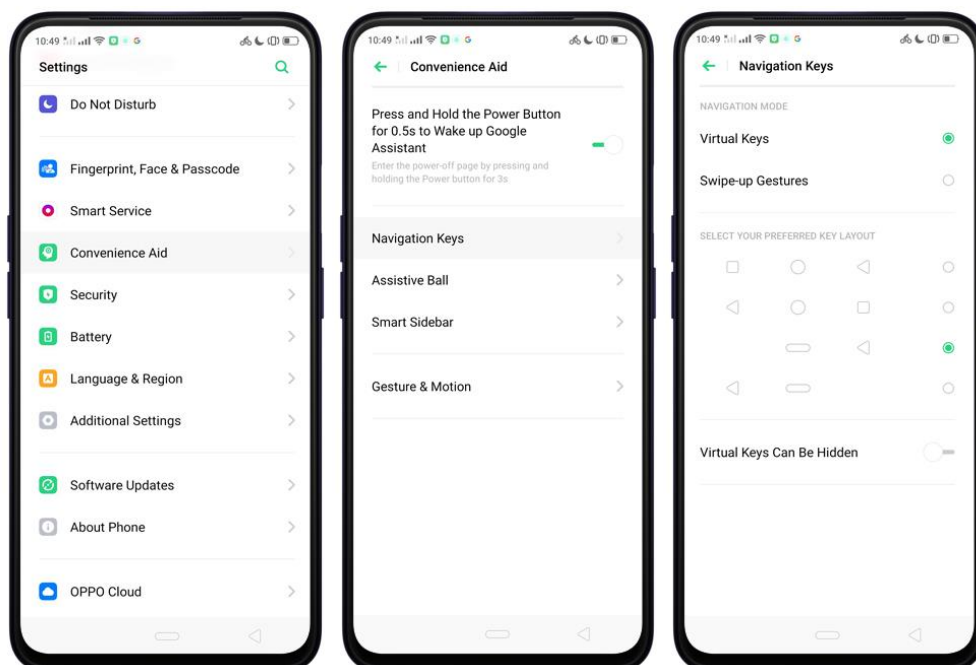 10:49
Settings
Do Not Disturb
Fingerprint, Face & Passcode
Smart Service
Convenience Aid
Security
Battery
Language & Region
Additional Settings
Software Updates
About Phone
OPPO Cloud
10:49
Convenience Aid
Press and Hold the Power Button
for 0.5s to Wake up Google
Assistant
Enter the power-off page by pressing and
holding the Power button for 3s
Navigation Keys
Assistive Ball
Smart Sidebar
Gesture & Motion
10:49
Navigation Keys
NAVIGATION MODE
Virtual Keys
Swipe-up Gestures
SELECT YOUR PREFERRED KEY LAYOUT
Virtual Keys Can Be Hidden